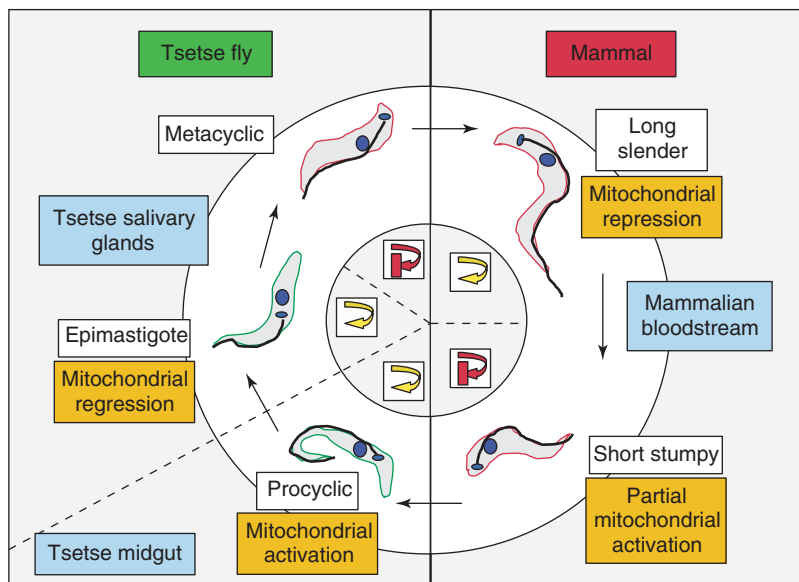 Tsetse fly
Mammal
Metacyclic
Long
slender
Mitochondrial
repression
Tsetse salivary
glands
Mammalian
bloodstream
Epimastigote
Mitochondrial
regression
Short stumpy
Partial
mitochondrial
activation
Procyclic
Mitochondrial
activation
Tsetse midgut